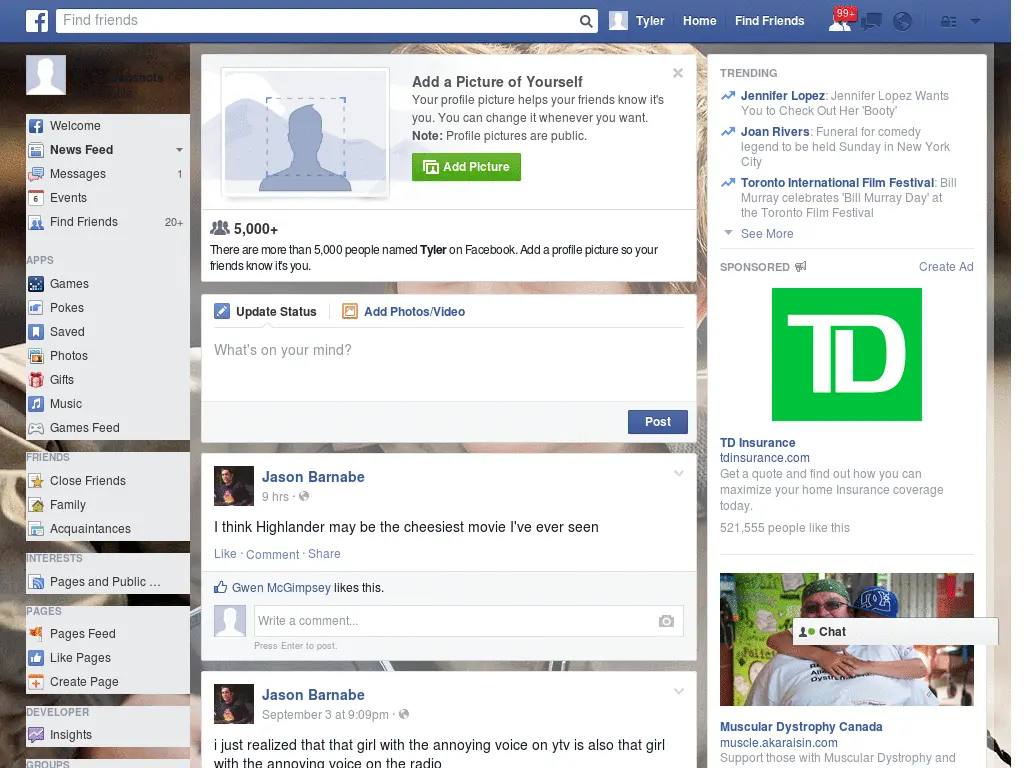 Find friends
Tyler
Home
Find Friends
99+
Welcome
News Feed
Messages 1
Events
Find Friends 20+
APPS
Games
Pokes
Saved
Photos
Gifts
Music
Games Feed
FRIENDS
Close Friends
Family
Acquaintances
INTERESTS
Pages and Public ...
PAGES
Pages Feed
Like Pages
Create Page
DEVELOPER
Insights
GROUPS
Add a Picture of Yourself
Your profile picture helps your friends know it's
you. You can change it whenever you want.
Note: Profile pictures are public.
Add Picture
5,000+
There are more than 5,000 people named Tyler on Facebook. Add a profile picture so your
friends know it's you.
Update Status
Add Photos/Video
What's on your mind?
Post
Jason Barnabe
9 hrs ·
I think Highlander may be the cheesiest movie I've ever seen
Like · Comment · Share
Gwen McGimpsey likes this.
Write a comment...
Press Enter to post.
Jason Barnabe
September 3 at 9:09pm ·
i just realized that that girl with the annoying voice on ytv is also that girl
with the annoying voice on the radio
TRENDING
Jennifer Lopez: Jennifer Lopez Wants
You to Check Out Her 'Booty'
Joan Rivers: Funeral for comedy
legend to be held Sunday in New York
City
Toronto International Film Festival: Bill
Murray celebrates 'Bill Murray Day' at
the Toronto Film Festival
See More
SPONSORED
Create Ad
TD
TD Insurance
tdinsurance.com
Get a quote and find out how you can
maximize your home Insurance coverage
today.
521,555 people like this
Chat
Muscular Dystrophy Canada
muscle.akaraisin.com
Support those with Muscular Dystrophy and